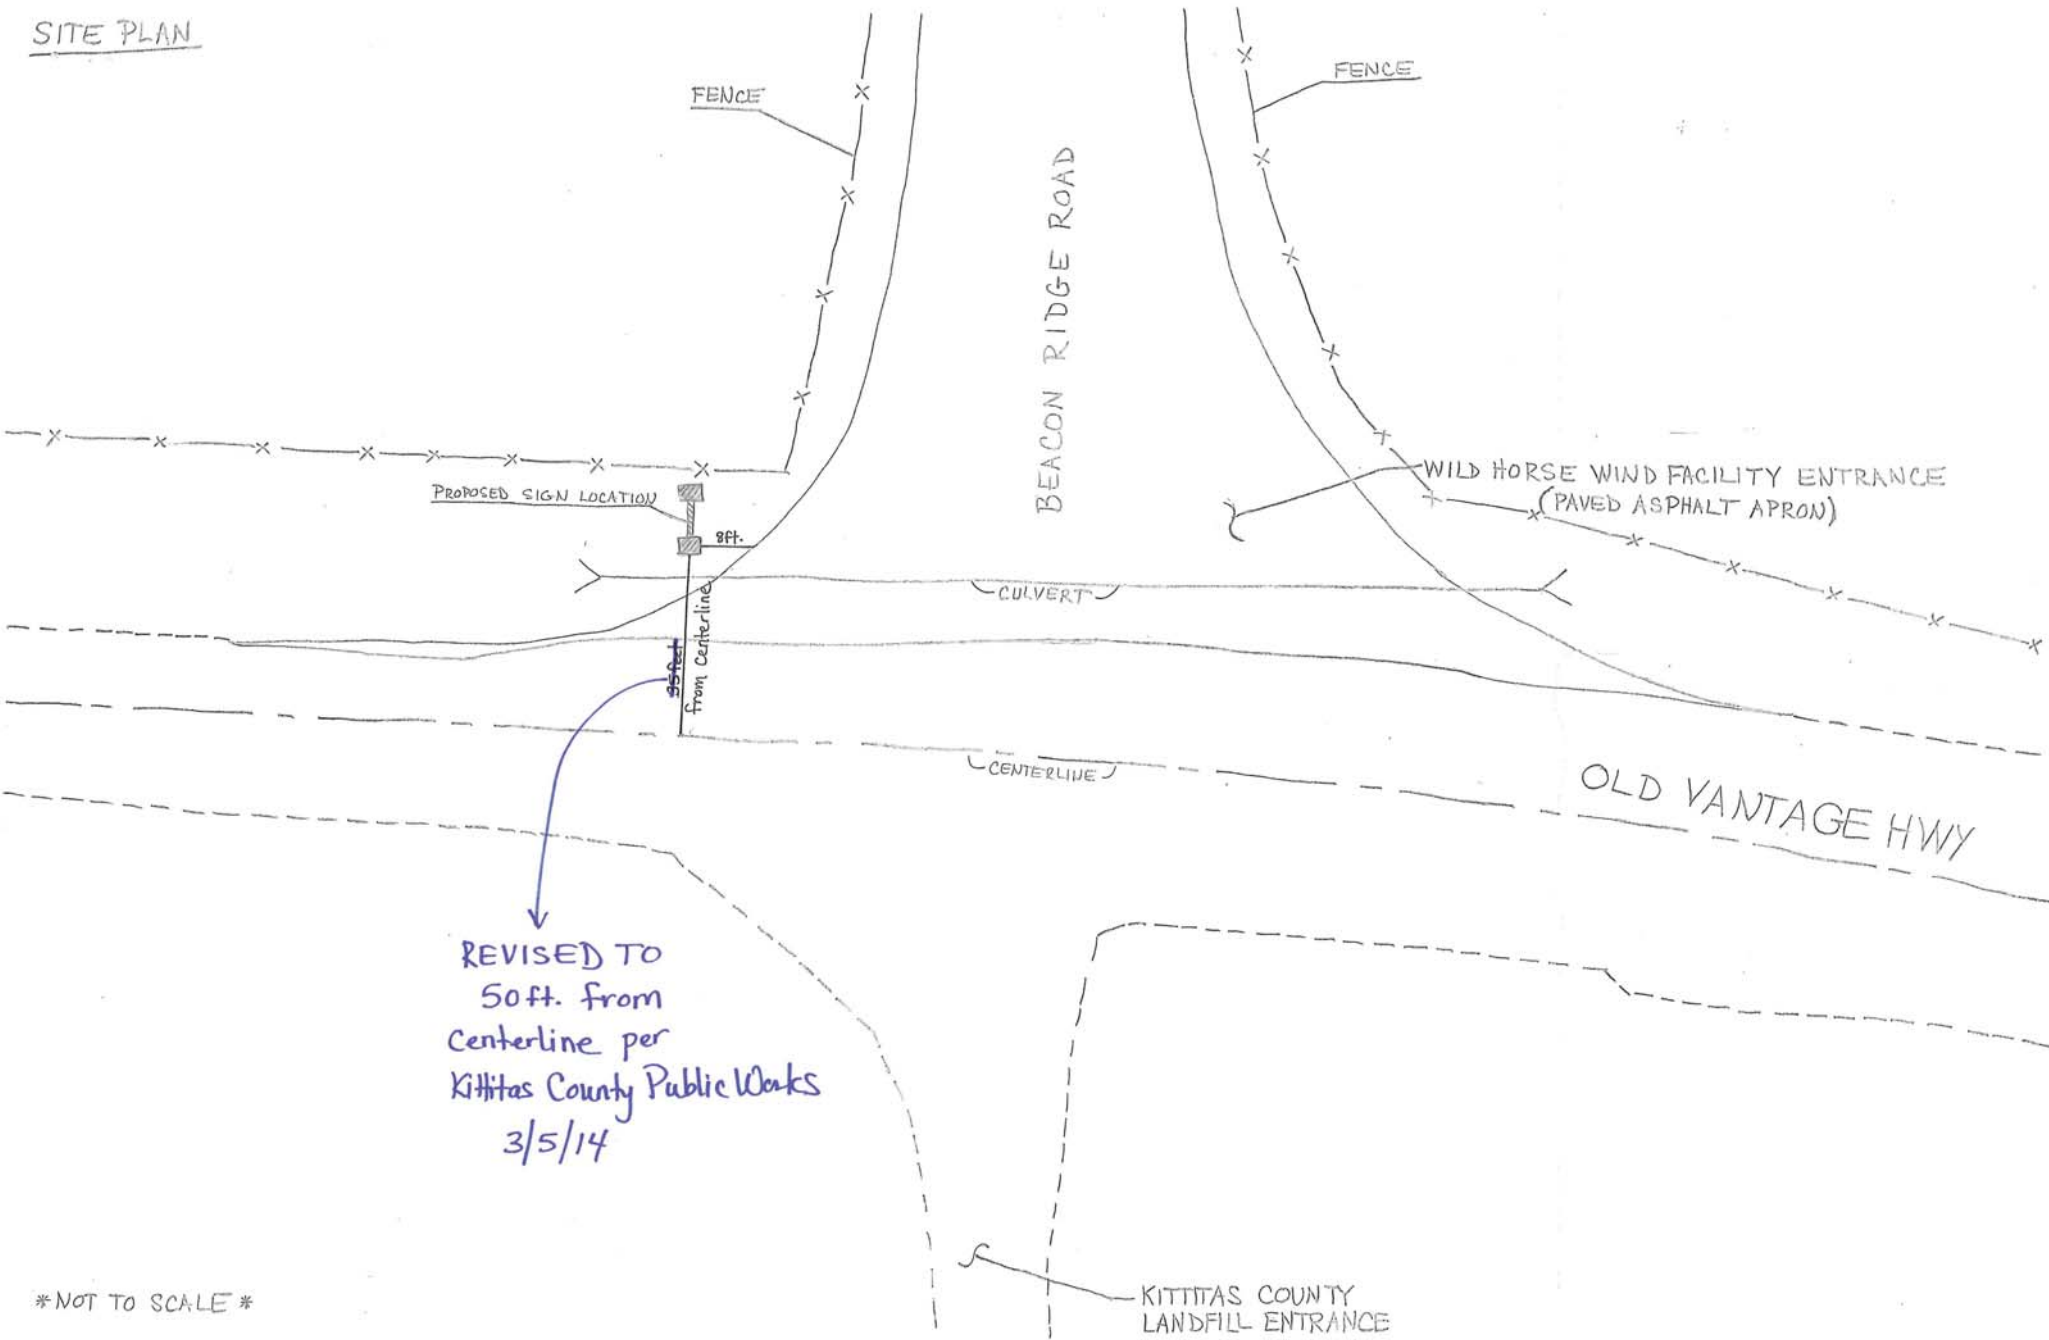 SITE PLAN
FENCE
FENCE
BEACON RIDGE ROAD
WILD HORSE WIND FACILITY ENTRANCE
(PAVED ASPHALT APRON)
PROPOSED SIGN LOCATION
8ft.
CULVERT
35 feet
from Centerline
CENTERLINE
OLD VANTAGE HWY
REVISED TO
50ft. from
Centerline per
Kittitas County Public Works
3/5/14
*NOT TO SCALE*
KITTITAS COUNTY
LANDFILL ENTRANCE